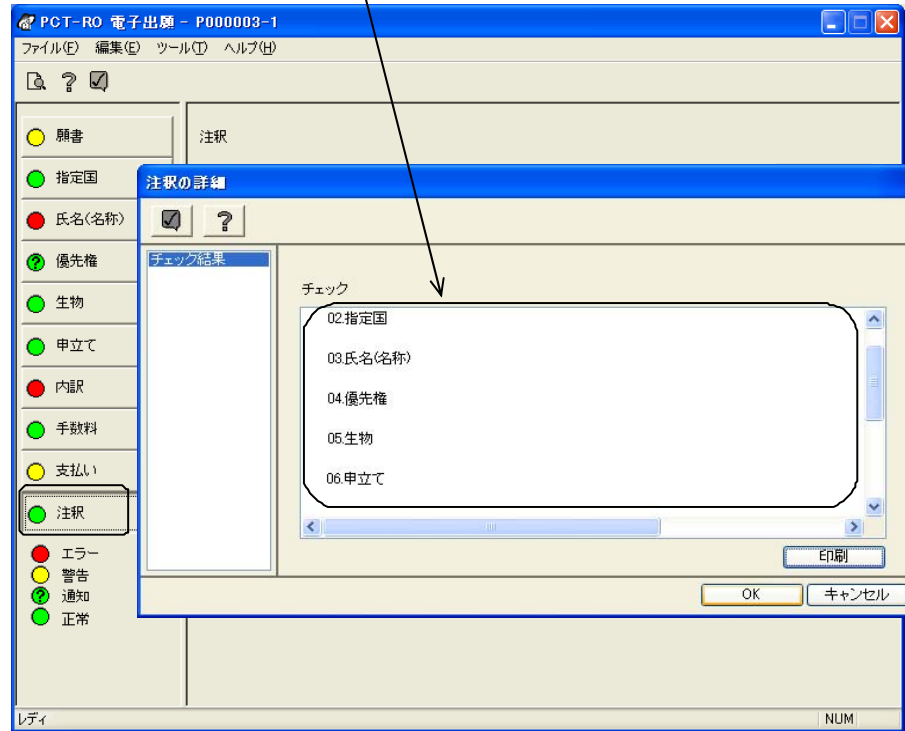 PCT-RO 電子出願 - P000003-1
ファイル(F) 編集(E) ツール(T) ヘルプ(H)
願書
注釈
指定国
注釈の詳細
氏名(名称)
優先権
チェック結果
チェック
生物
02.指定国
申立て
03.氏名(名称)
内訳
04.優先権
手数料
05.生物
支払い
06.申立て
注釈
エラー
印刷
警告
通知
OK キャンセル
正常
レディ
NUM